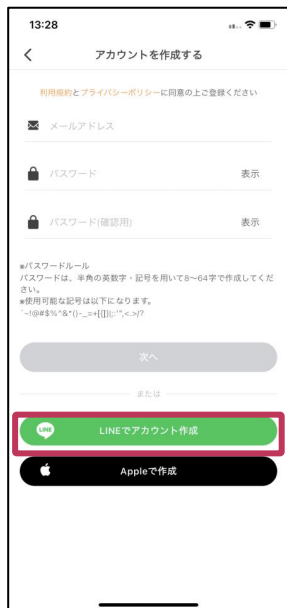 13:28
アカウントを作成する
利用規約とプライバシーポリシーに同意の上ご登録ください
メールアドレス
パスワード 表示
パスワード(確認用) 表示
※パスワードルール
パスワードは、半角の英数字・記号を用いて8〜64字で作成してくだ
さい。
※使用可能な記号は以下になります。
`~!@#$%^&*()-_=+[{]}|;:'",<.>/?
次へ
または
LINE LINEでアカウント作成
Appleで作成